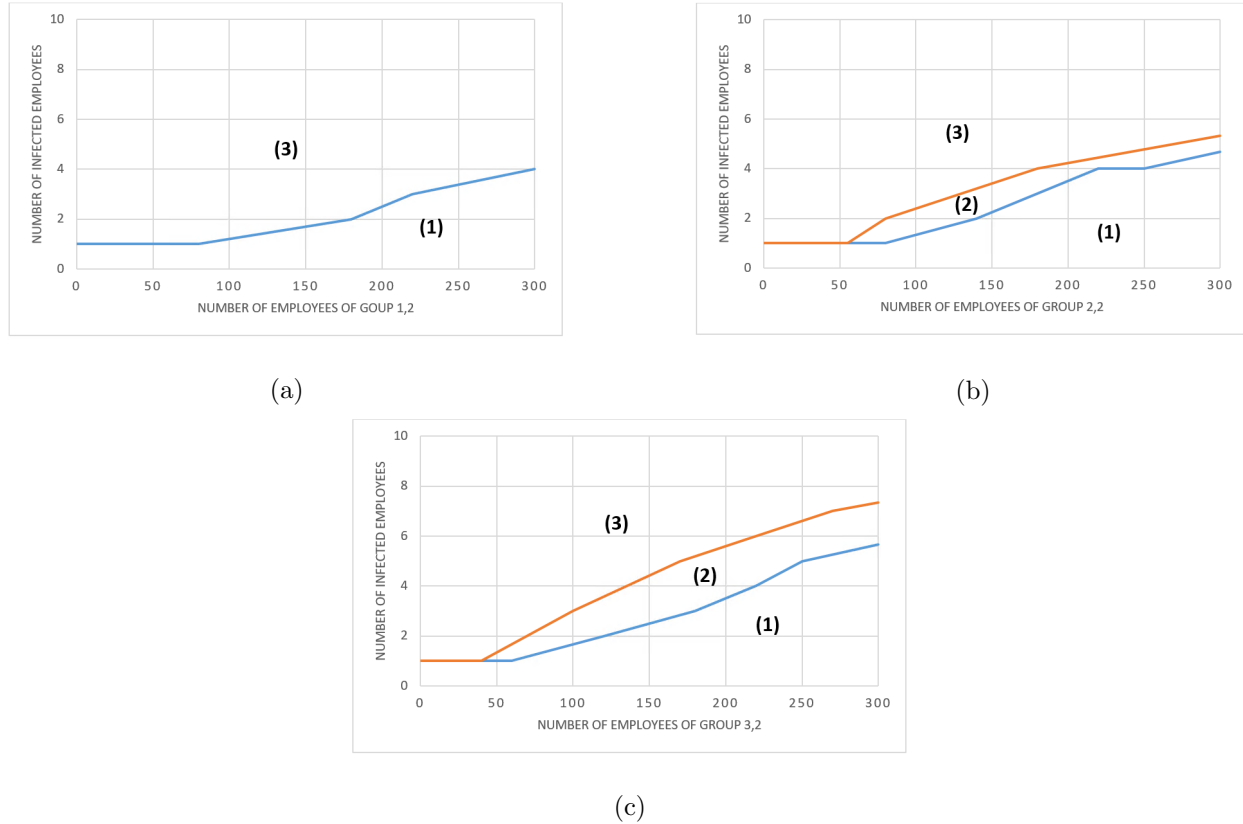 NUMBER OF INFECTED EMPLOYEES
10
8
6
4
2
0
(3)
(1)
0 50 100 150 200 250 300
NUMBER OF EMPLOYEES OF GOUP 1,2
(a)
NUMBER OF INFECTED EMPLOYEES
10
8
6
4
2
0
(3)
(2)
(1)
0 50 100 150 200 250 300
NUMBER OF EMPLOYEES OF GROUP 2,2
(b)
NUMBER OF INFECTED EMPLOYEES
10
8
6
4
2
0
(3)
(2)
(1)
0 50 100 150 200 250 300
NUMBER OF EMPLOYEES OF GROUP 3,2
(c)